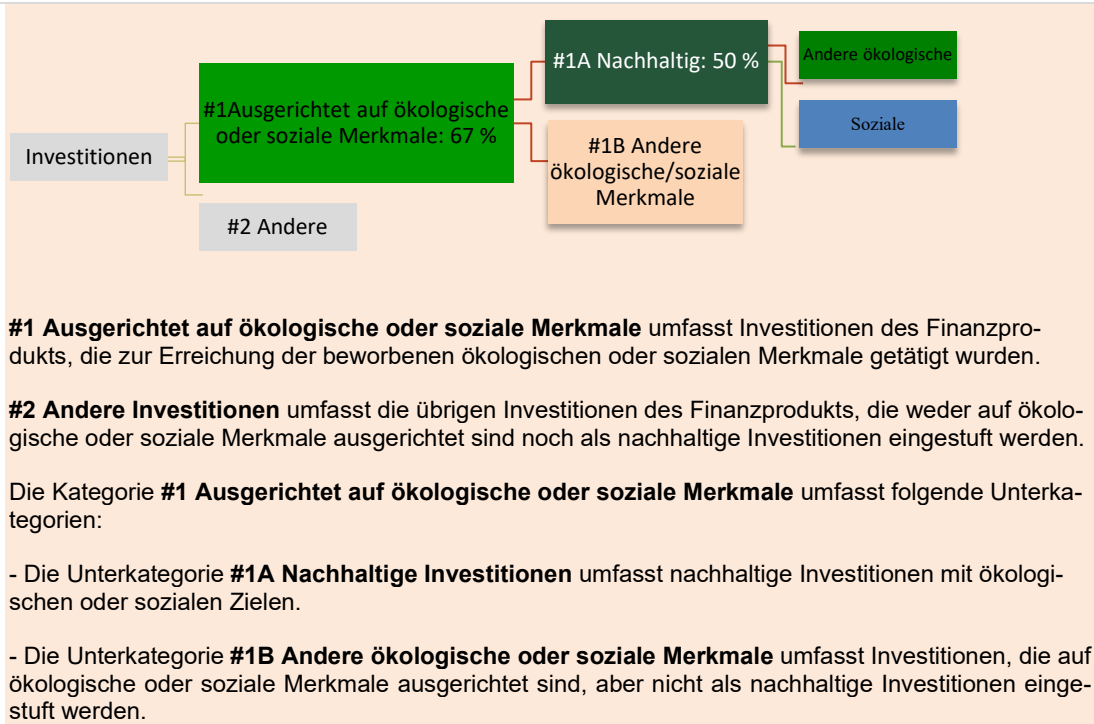 Investitionen
#1Ausgerichtet auf ökologische
oder soziale Merkmale: 67 %
#2 Andere
#1A Nachhaltig: 50 %
#1B Andere
ökologische/soziale
Merkmale
Andere ökologische
Soziale
#1 Ausgerichtet auf ökologische oder soziale Merkmale umfasst Investitionen des Finanzpro-
dukts, die zur Erreichung der beworbenen ökologischen oder sozialen Merkmale getätigt wurden.
#2 Andere Investitionen umfasst die übrigen Investitionen des Finanzprodukts, die weder auf ökolo-
gische oder soziale Merkmale ausgerichtet sind noch als nachhaltige Investitionen eingestuft werden.
Die Kategorie #1 Ausgerichtet auf ökologische oder soziale Merkmale umfasst folgende Unterka-
tegorien:
- Die Unterkategorie #1A Nachhaltige Investitionen umfasst nachhaltige Investitionen mit ökologi-
schen oder sozialen Zielen.
- Die Unterkategorie #1B Andere ökologische oder soziale Merkmale umfasst Investitionen, die auf
ökologische oder soziale Merkmale ausgerichtet sind, aber nicht als nachhaltige Investitionen einge-
stuft werden.